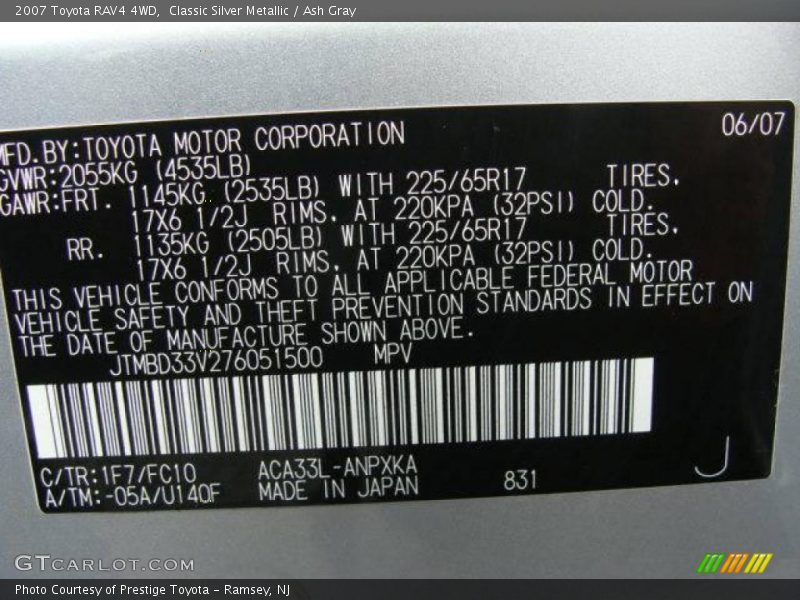 2007 Toyota RAV4 4WD,  Classic Silver Metallic / Ash Gray
06/07
MFD.BY:TOYOTA MOTOR CORPORATION
GVWR:2055KG (4535LB)
GAWR:FRT. 1145KG (2535LB) WITH 225/65R17 TIRES.
17X6 1/2J RIMS. AT 220KPA (32PSI) COLD.
RR. 1135KG (2505LB) WITH 225/65R17 TIRES.
17X6 1/2J RIMS. AT 220KPA (32PSI) COLD.
THIS VEHICLE CONFORMS TO ALL APPLICABLE FEDERAL MOTOR
VEHICLE SAFETY AND THEFT PREVENTION STANDARDS IN EFFECT ON
THE DATE OF MANUFACTURE SHOWN ABOVE.
JTMBD33V276051500 MPV
C/TR:1F7/FC10 ACA33L-ANPXKA
A/TM:-05A/U140F MADE IN JAPAN 831
J
GTCARLOT.COM
Photo Courtesy of Prestige Toyota - Ramsey, NJ